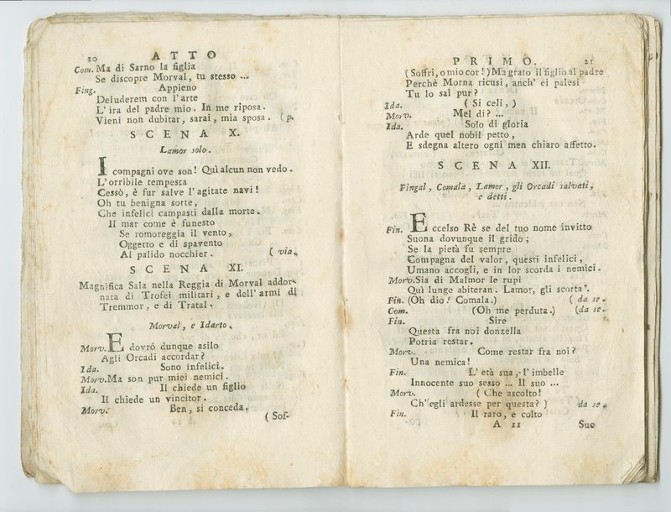 20 ATTO
Com. Ma di Sarno la figlia
Se discopre Morval, tu stesso ...
Fing. Appieno
Deluderem con l'arte
L'ira del padre mio. In me riposa.
Vieni non dubitar, sarai, mia sposa. (p.
SCENA X.
Lamor solo.
I compagni ove son! Quì alcun non vedo.
L'orribile tempesta
Cessò, e fur salve l'agitate navi!
Oh tu benigna sorte,
Che infelici campasti dalla morte.
Il mar come è funesto
Se romoreggia il vento,
Oggetto e di spavento
Al palido nocchier. (via.
SCENA XI.
Magnifica Sala nella Reggia di Morval addor-
nata di Trofei militari, e dell'armi di
Tremmor, e di Tratal.
Morval, e Idarto.
Morv. E dovrò dunque asilo
Agli Orcadi accordar?
Ida. Sono infelici.
Morv. Ma son pur miei nemici.
Ida. Il chiede un figlio
Il chiede un vincitor.
Morv. Ben, si conceda.
(Sof-
PRIMO. 21
(Soffri, o mio cor!) Ma grato il figlio al padre
Perchè Morna ricusi, anch'ei palesi
Tu lo sai pur?
Ida. (Si celi,)
Morv. Mel di? ...
Ida. Solo di gloria
Arde quel nobil petto,
E sdegna altero ogni men chiaro affetto.
SCENA XII.
Fingal, Comala, Lamor, gli Orcadi salvati,
e detti.
Fin. Eccelso Rè se del tuo nome invitto
Suona dovunque il grido;
Se la pietà fu sempre
Compagna del valor, questi infelici,
Umano accogli, e in lor scorda i nemici.
Morv. Sia di Malmor le rupi
Quì lunge abiteran. Lamor, gli scorta.
Fin. (Oh dio! Comala.) (da se.
Com. (Oh me perduta.) (da se.
Fin. Sire
Questa fra noi donzella
Potria restar.
Morv. Come restar fra noi?
Una nemica!
Fin. L'età sua, l'imbelle
Innocente suo sesso ... Il suo ...
Morv. (Che ascolto!
Ch'egli ardesse per questa?) da se.
Fin. Il raro, e colto
A 11 Suo